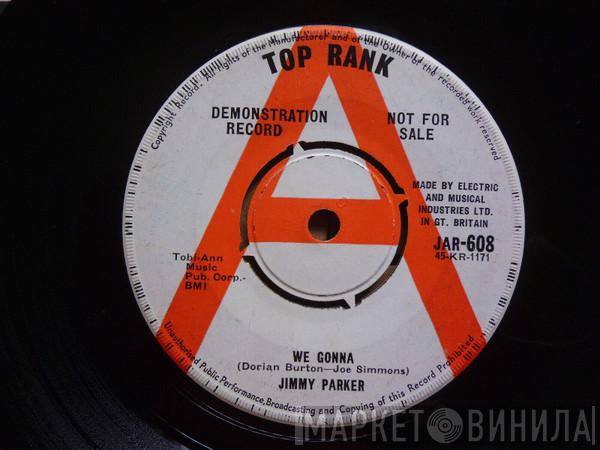 Copyright Record. All rights of the Manufacturer and of the Owner of the recorded work reserved
TOP RANK
DEMONSTRATION
RECORD
NOT FOR
SALE
MADE BY ELECTRIC
AND MUSICAL
INDUSTRIES LTD.
IN GT. BRITAIN
JAR-608
45-KR-1171
Tobi-Ann
Music
Pub. Corp.-
BMI
WE GONNA
(Dorian Burton—Joe Simmons)
JIMMY PARKER
Unauthorised Public Performance, Broadcasting and Copying of this Record Prohibited
МАРКЕТ ВИНИЛА